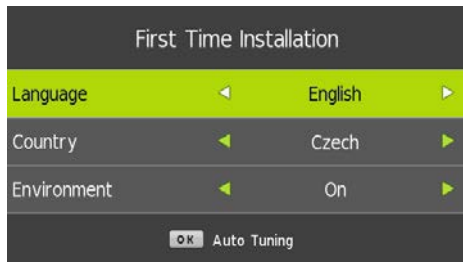 First Time Installation
Language English
Country Czech
Environment On
OK Auto Tuning